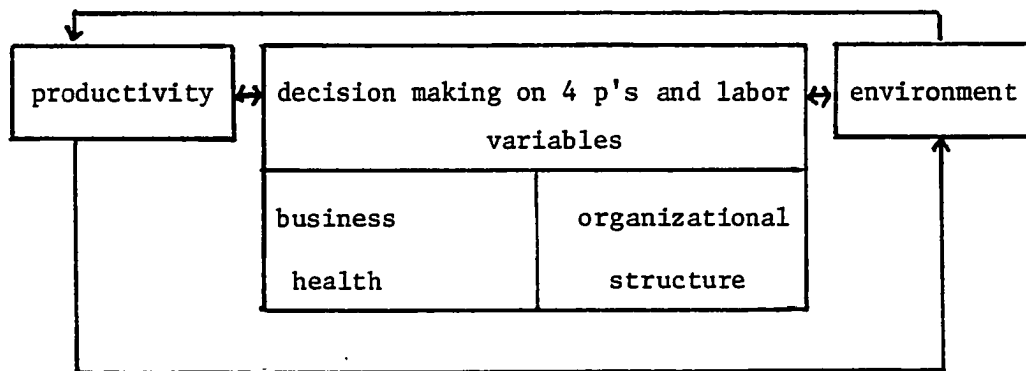 productivity
decision making on 4 p's and labor
variables
environment
business
health
organizational
structure